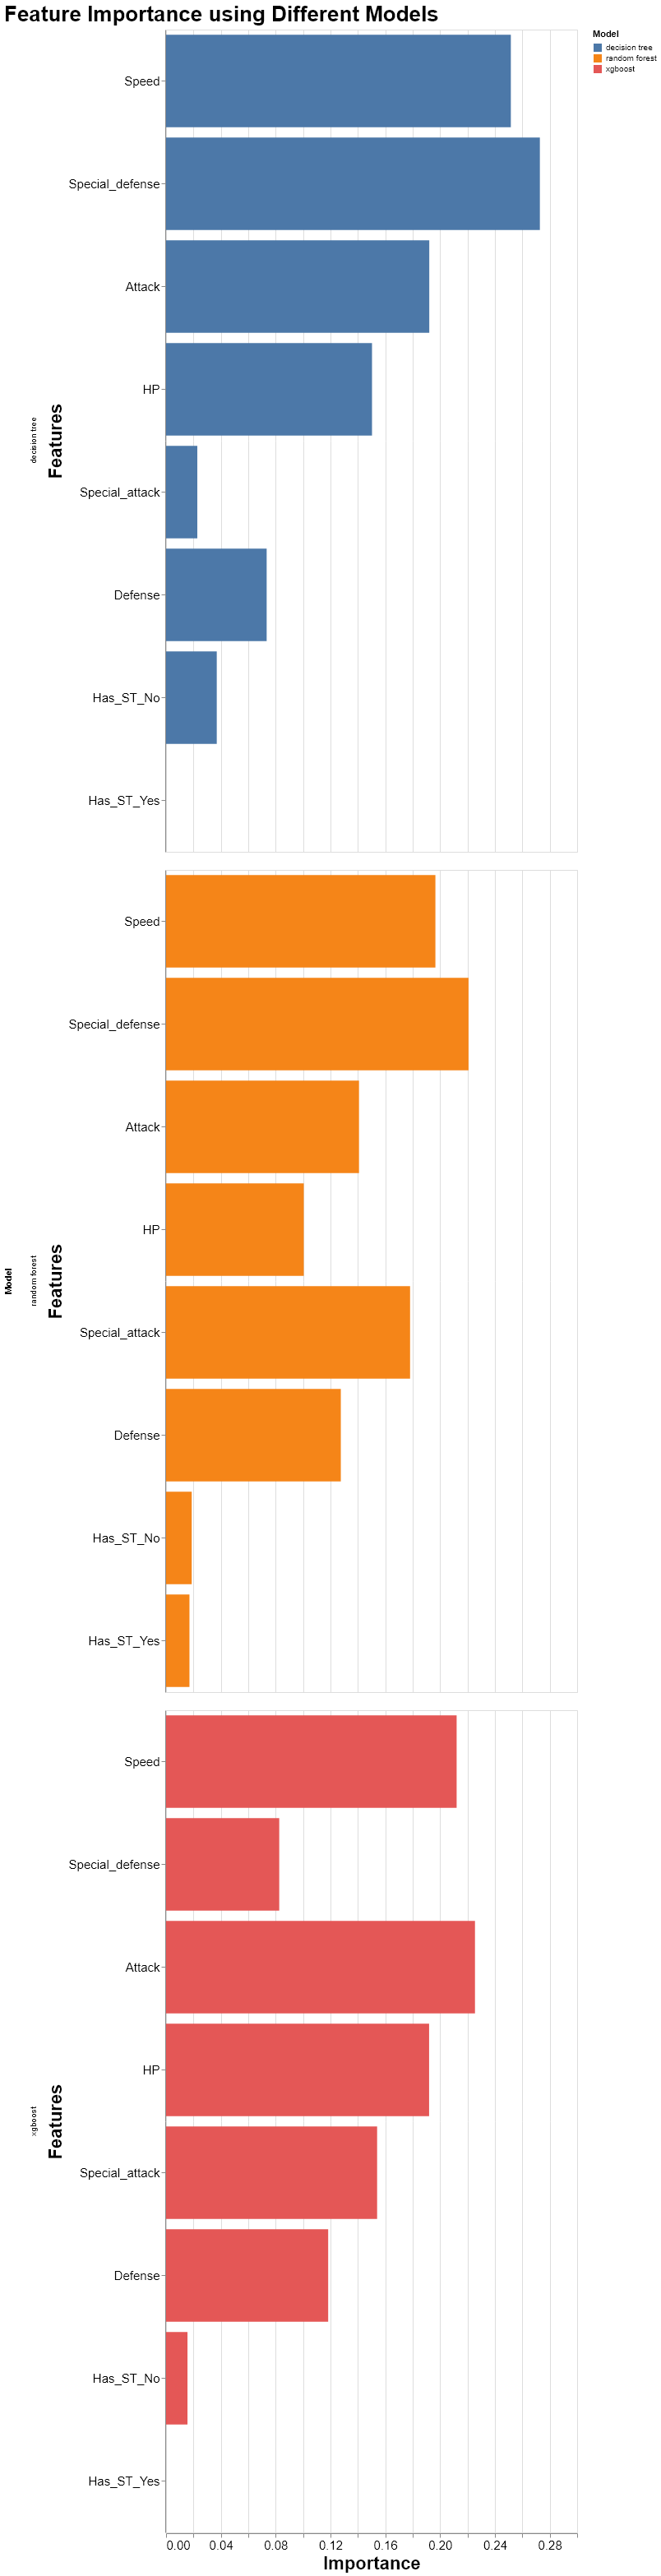 Feature Importance using Different Models
Model
decision tree
random forest
xgboost
Speed
Special_defense
Attack
HP
Special_attack
Defense
Has_ST_No
Has_ST_Yes
decision tree
Features
Speed
Special_defense
Attack
HP
Special_attack
Defense
Has_ST_No
Has_ST_Yes
Model
random forest
Features
Speed
Special_defense
Attack
HP
Special_attack
Defense
Has_ST_No
Has_ST_Yes
xgboost
Features
0.00 0.04 0.08 0.12 0.16 0.20 0.24 0.28
Importance